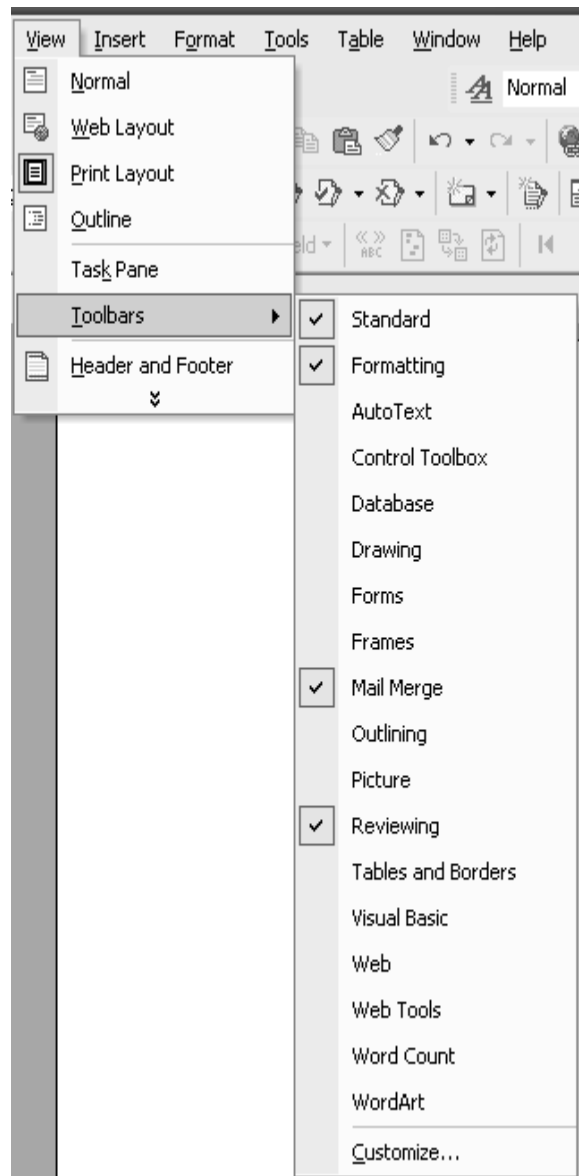 View Insert Format Tools Table Window Help
Normal
Normal
Web Layout
Print Layout
Outline
eld
ABC
Task Pane
Toolbars
Header and Footer
Standard
Formatting
AutoText
Control Toolbox
Database
Drawing
Forms
Frames
Mail Merge
Outlining
Picture
Reviewing
Tables and Borders
Visual Basic
Web
Web Tools
Word Count
WordArt
Customize...